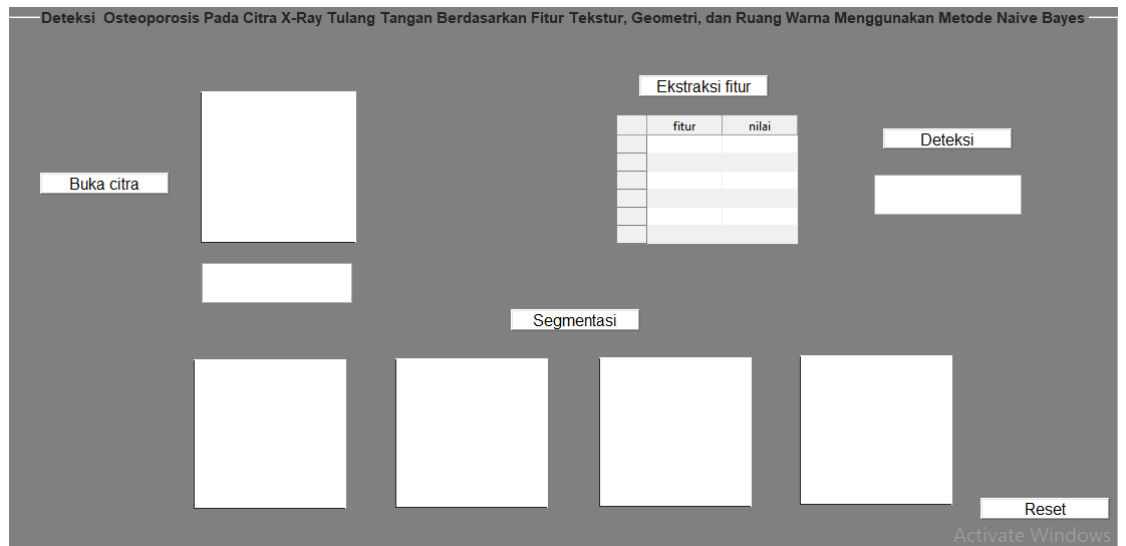 Deteksi  Osteoporosis Pada Citra X-Ray Tulang Tangan Berdasarkan Fitur Tekstur, Geometri, dan Ruang Warna Menggunakan Metode Naive Bayes
Ekstraksi fitur
fitur nilai
Deteksi
Buka citra
Segmentasi
Reset
Activate Windows